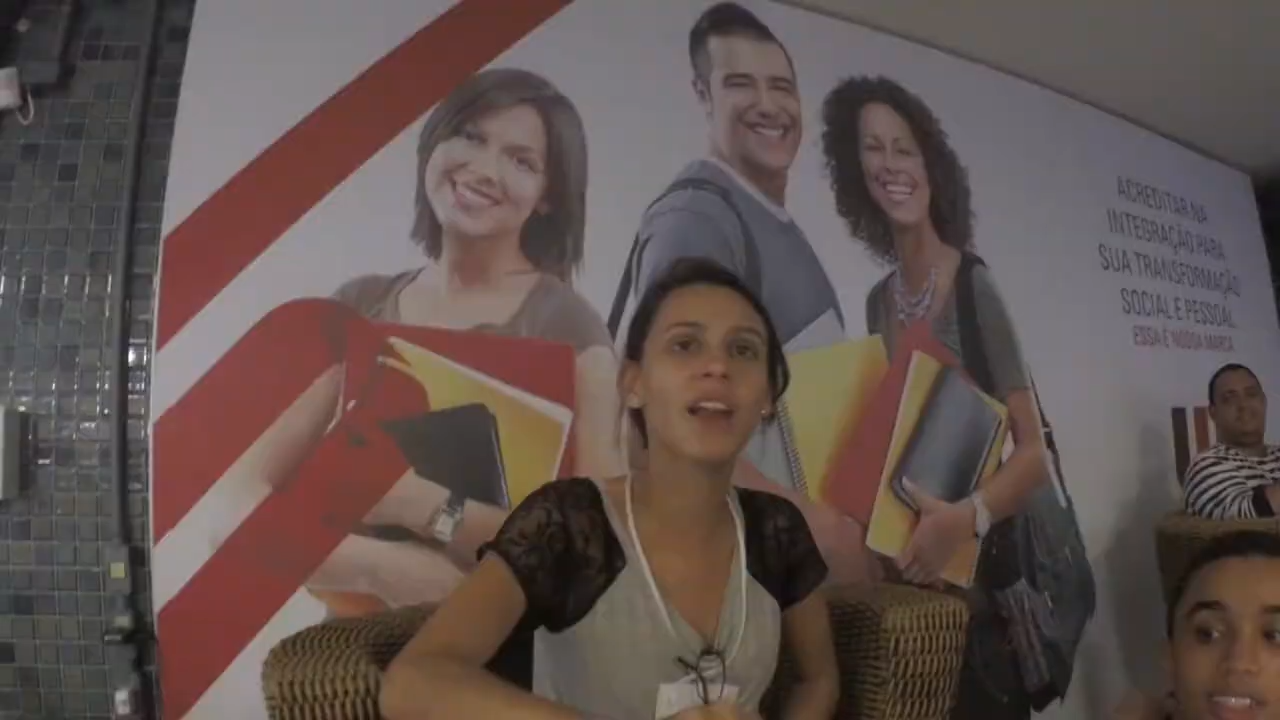 ACREDITAR NA
INTEGRAÇÃO PARA
SUA TRANSFORMAÇÃO
SOCIAL E PESSOAL
ESSA É NOSSA MARCA